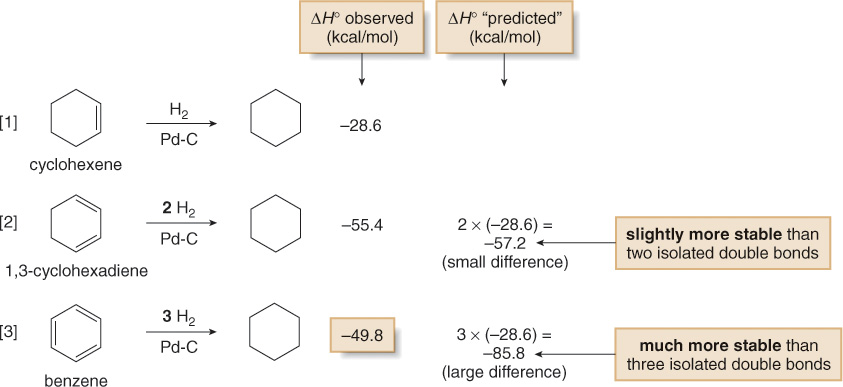 ΔH° observed
(kcal/mol)
ΔH° “predicted”
(kcal/mol)
[1]
H₂
Pd-C
–28.6
cyclohexene
[2]
2 H₂
Pd-C
–55.4
2 × (–28.6) =
–57.2
(small difference)
slightly more stable than
two isolated double bonds
1,3-cyclohexadiene
[3]
3 H₂
Pd-C
–49.8
3 × (–28.6) =
–85.8
(large difference)
much more stable than
three isolated double bonds
benzene